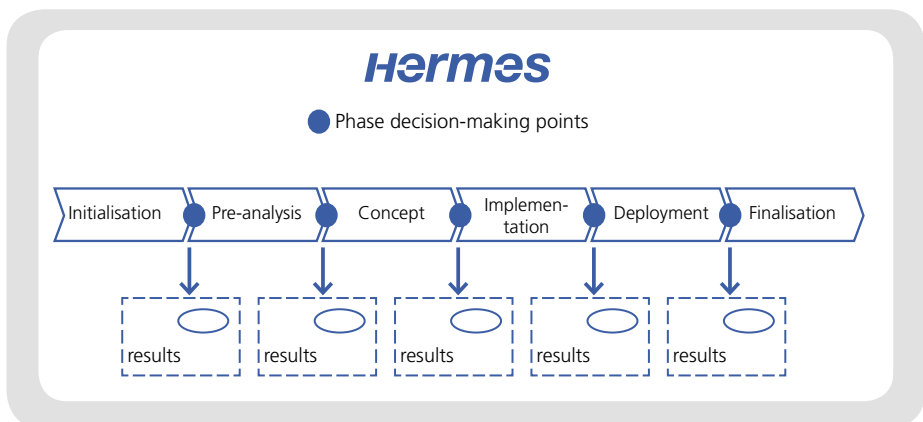 Hermes
Phase decision-making points
Initialisation
Pre-analysis
Concept
Implemen-
tation
Deployment
Finalisation
results
results
results
results
results